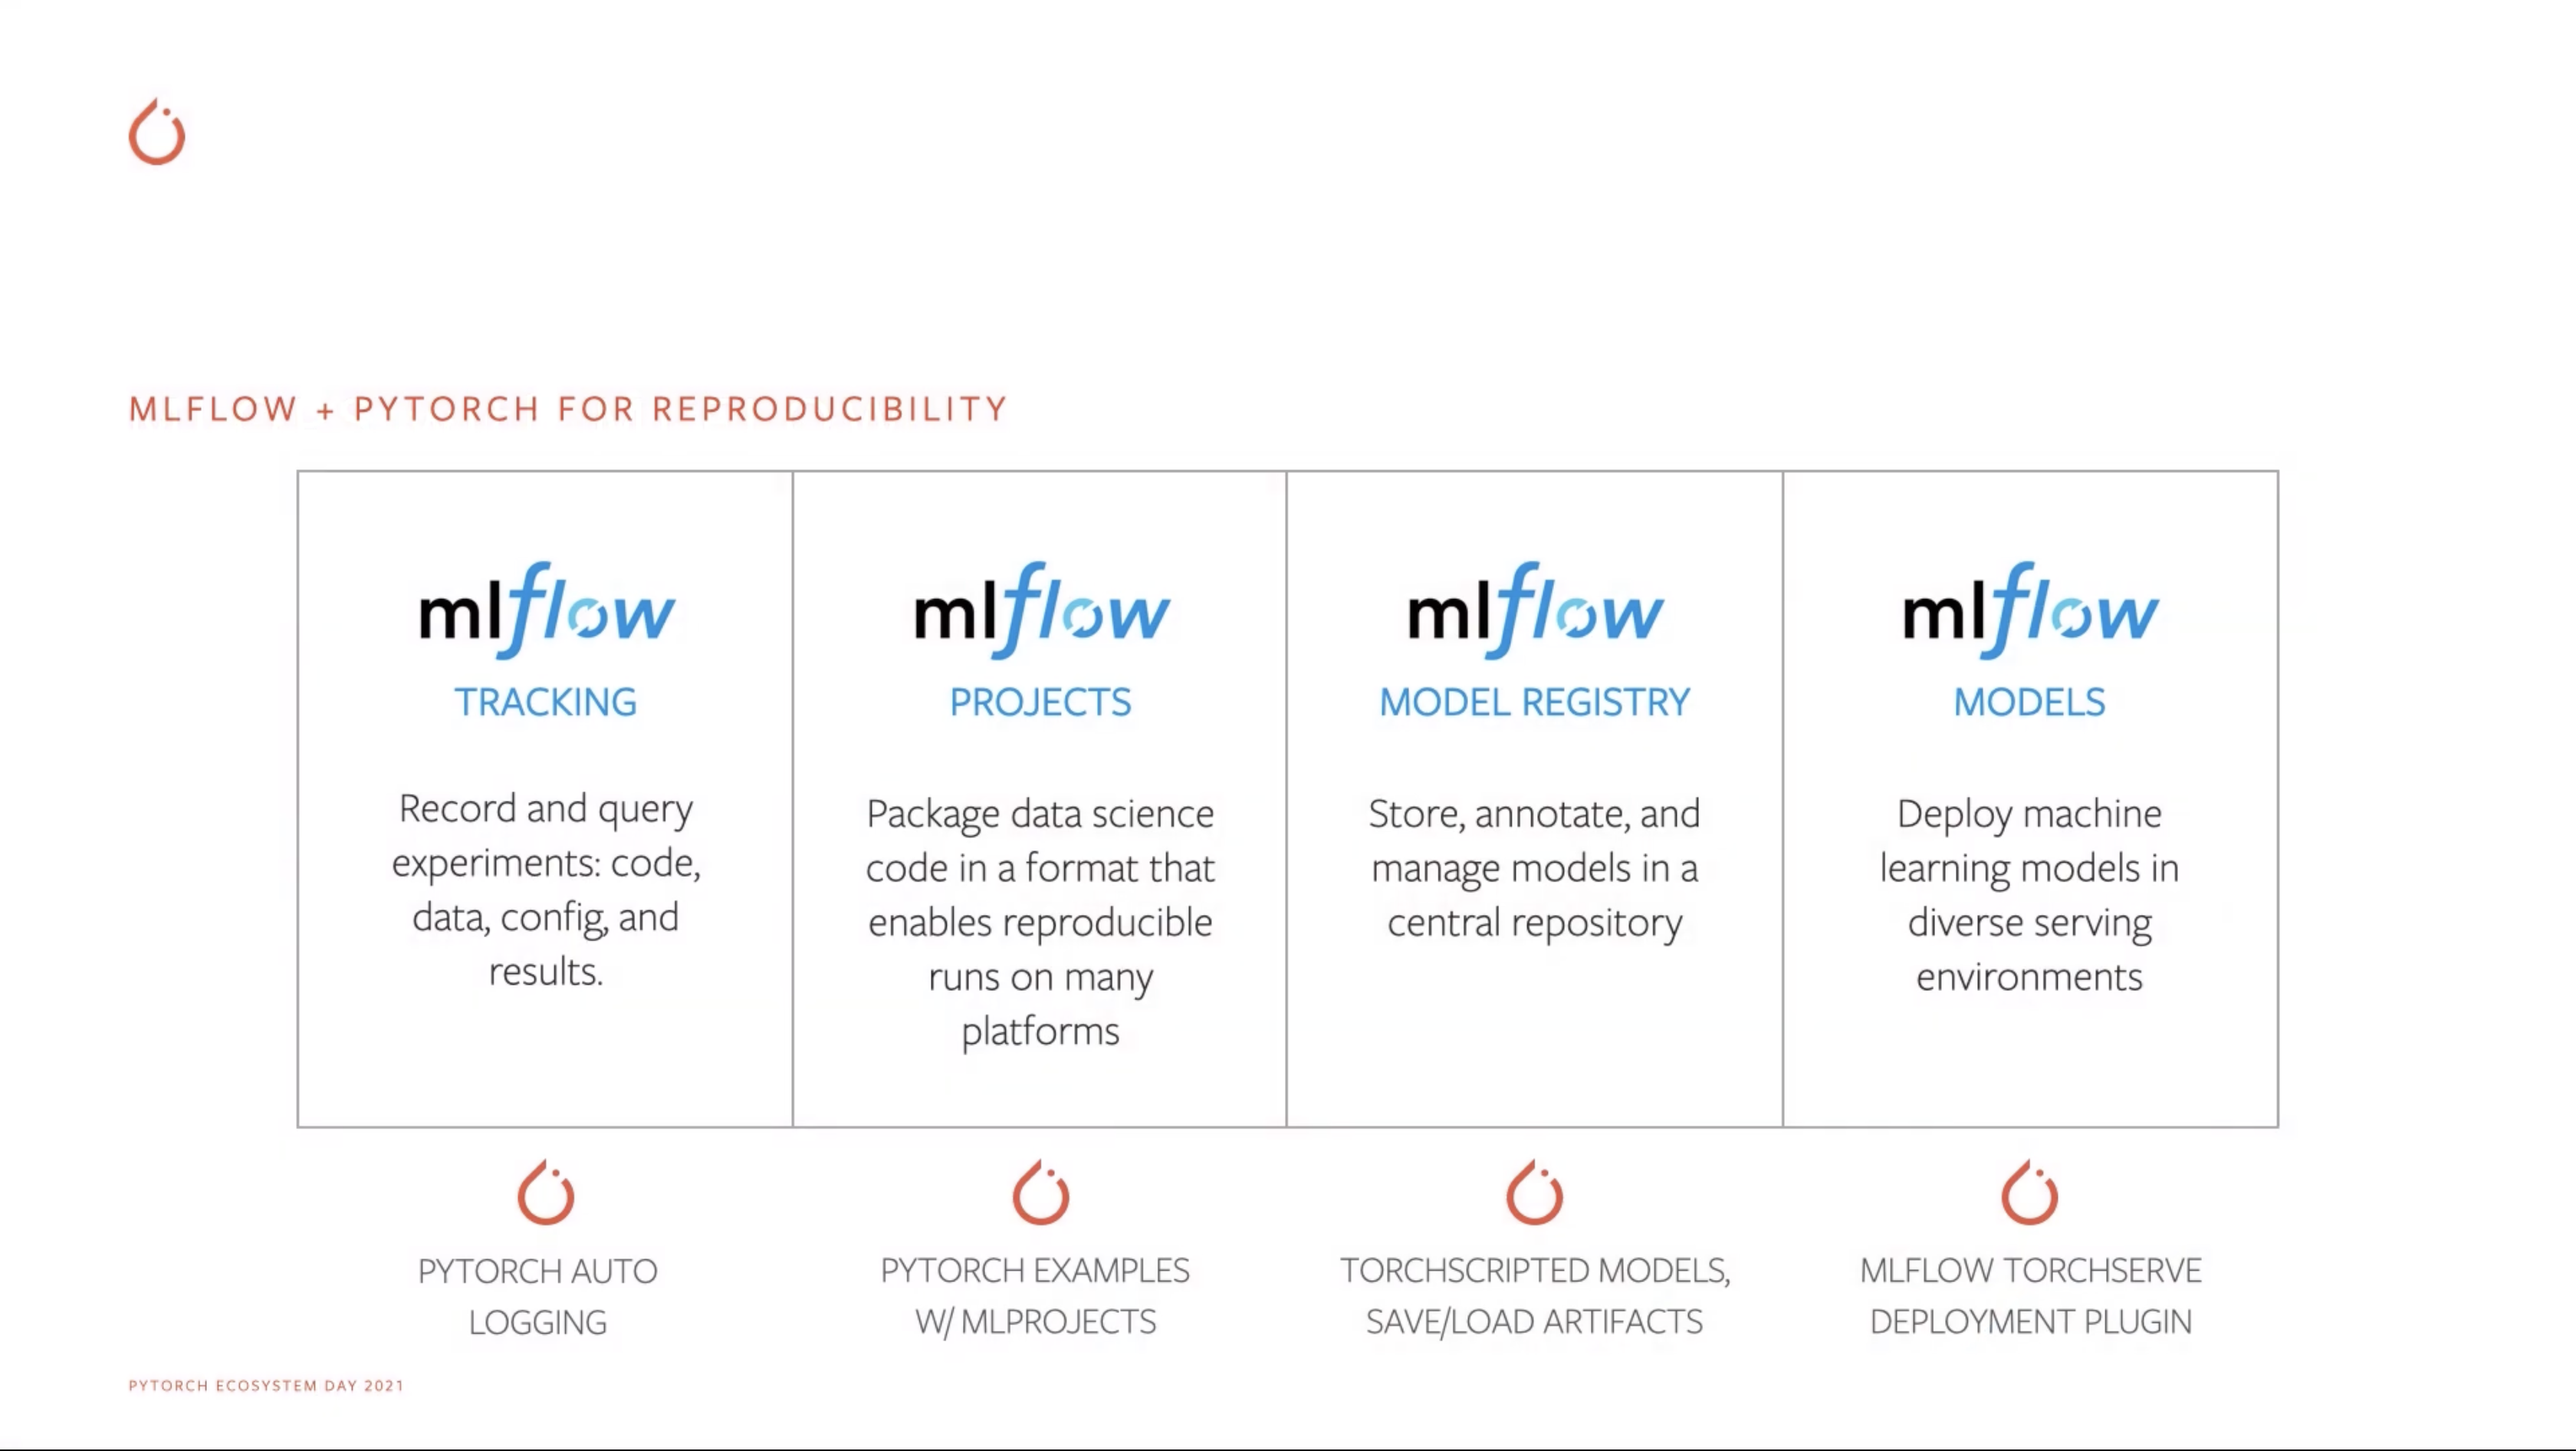 MLFLOW + PYTORCH FOR REPRODUCIBILITY
mlflow
TRACKING
Record and query
experiments: code,
data, config, and
results.
mlflow
PROJECTS
Package data science
code in a format that
enables reproducible
runs on many
platforms
mlflow
MODEL REGISTRY
Store, annotate, and
manage models in a
central repository
mlflow
MODELS
Deploy machine
learning models in
diverse serving
environments
PYTORCH AUTO
LOGGING
PYTORCH EXAMPLES
W/ MLPROJECTS
TORCHSCRIPTED MODELS,
SAVE/LOAD ARTIFACTS
MLFLOW TORCHSERVE
DEPLOYMENT PLUGIN
PYTORCH ECOSYSTEM DAY 2021